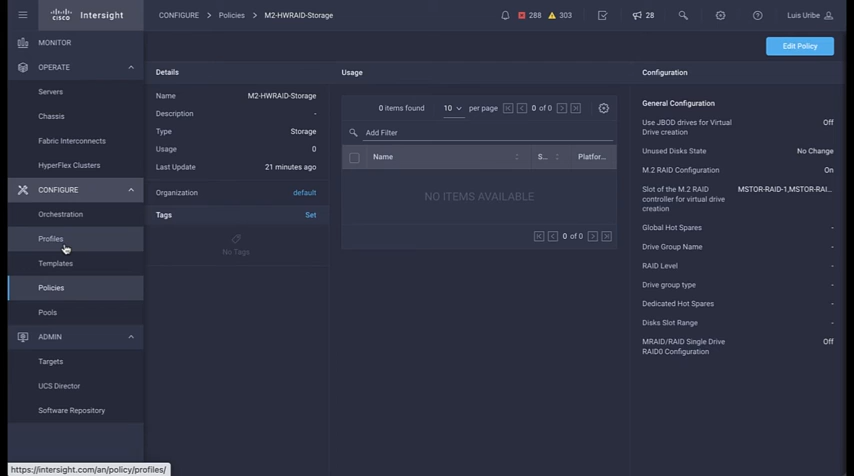 CISCO Intersight
CONFIGURE > Policies > M2-HWRAID-Storage
288 303 28
Luis Uribe
MONITOR
OPERATE
Servers
Chassis
Fabric Interconnects
HyperFlex Clusters
CONFIGURE
Orchestration
Profiles
Templates
Policies
Pools
ADMIN
Targets
UCS Director
Software Repository
https://intersight.com/an/policy/profiles/
Edit Policy
Details
Name M2-HWRAID-Storage
Description -
Type Storage
Usage 0
Last Update 21 minutes ago
Organization default
Tags Set
No Tags
Usage
0 items found 10 per page 0 of 0
Add Filter
Name S... Platfor...
NO ITEMS AVAILABLE
0 of 0
Configuration
General Configuration
Use JBOD drives for Virtual Off
Drive creation
Unused Disks State No Change
M.2 RAID Configuration On
Slot of the M.2 RAID MSTOR-RAID-1,MSTOR-RAI...
controller for virtual drive
creation
Global Hot Spares -
Drive Group Name -
RAID Level -
Drive group type -
Dedicated Hot Spares -
Disks Slot Range -
MRAID/RAID Single Drive Off
RAID0 Configuration